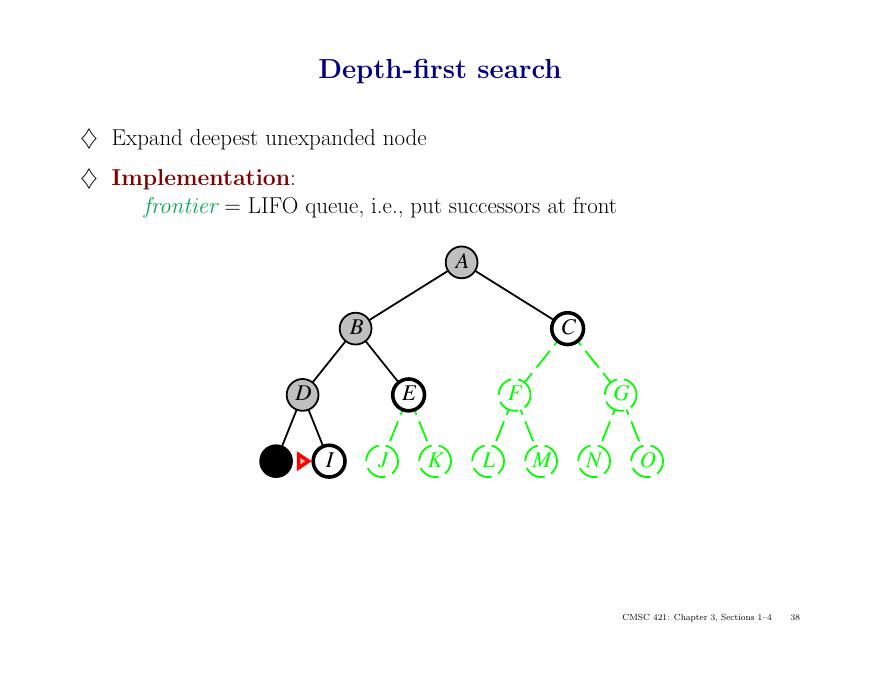 Depth-first search
♢ Expand deepest unexpanded node
♢ Implementation:
frontier = LIFO queue, i.e., put successors at front
A
B C
D E F G
I J K L M N O
CMSC 421: Chapter 3, Sections 1–4 38